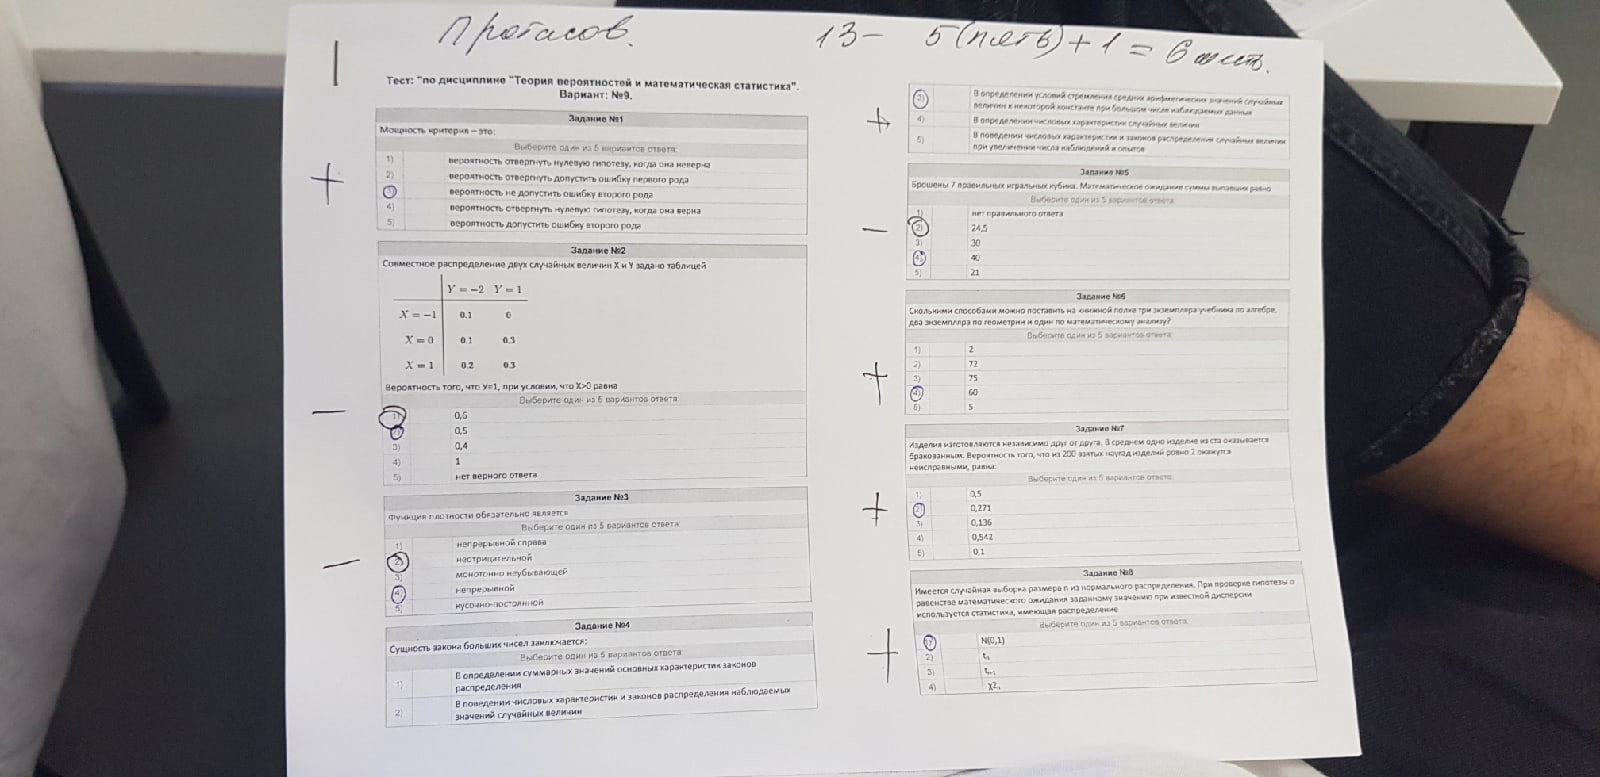 1 Протасов. 13 - 5 (пять) + 1 = 6 шесть.
Тест: "по дисциплине "Теория вероятностей и математическая статистика".
Вариант: №9.
Задание №1
Мощность критерия – это:
Выберите один из 5 вариантов ответа:
1) вероятность отвергнуть нулевую гипотезу, когда она неверна
2) вероятность отвергнуть допустить ошибку первого рода
3) вероятность не допустить ошибку второго рода
4) вероятность отвергнуть нулевую гипотезу, когда она верна
5) вероятность допустить ошибку второго рода
+
Задание №2
Совместное распределение двух случайных величин X и Y задано таблицей
Y = −2 Y = 1
X = −1 0.1 0
X = 0 0.1 0.3
X = 1 0.2 0.3
Вероятность того, что Y=1, при условии, что X>0 равна
Выберите один из 5 вариантов ответа:
1) 0,6
2) 0,5
3) 0,4
4) 1
5) нет верного ответа
−
Задание №3
Функция плотности обязательно является
Выберите один из 5 вариантов ответа:
1) непрерывной справа
2) неотрицательной
3) монотонно неубывающей
4) непрерывной
5) кусочно-постоянной
−
Задание №4
Сущность закона больших чисел заключается:
Выберите один из 5 вариантов ответа:
1) В определении суммарных значений основных характеристик законов
распределения
2) В поведении числовых характеристик и законов распределения наблюдаемых
значений случайных величин
3) В определении условий стремления средних арифметических значений случайных
величин к некоторой константе при большом числе наблюдаемых данных
4) В определении числовых характеристик случайных величин
5) В поведении числовых характеристик и законов распределения случайных величин
при увеличении числа наблюдений и опытов
+
Задание №5
Брошены 7 правильных игральных кубика. Математическое ожидание суммы выпавших равно
Выберите один из 5 вариантов ответа:
1) нет правильного ответа
2) 24,5
3) 30
4) 40
5) 21
−
Задание №6
Сколькими способами можно поставить на книжной полке три экземпляра учебника по алгебре,
два экземпляра по геометрии и один по математическому анализу?
Выберите один из 5 вариантов ответа:
1) 2
2) 72
3) 75
4) 60
5) 5
+
Задание №7
Изделия изготовляются независимо друг от друга. В среднем одно изделие из ста оказывается
бракованным. Вероятность того, что из 200 взятых наугад изделий ровно 2 окажутся
неисправными, равна:
Выберите один из 5 вариантов ответа:
1) 0,5
2) 0,271
3) 0,136
4) 0,542
5) 0,1
+
Задание №8
Имеется случайная выборка размера n из нормального распределения. При проверке гипотезы о
равенстве математического ожидания заданному значению при известной дисперсии
используется статистика, имеющая распределение
Выберите один из 5 вариантов ответа:
1) N(0,1)
2) tₙ
3) tₙ₋₁
4) χ²ₙ
+